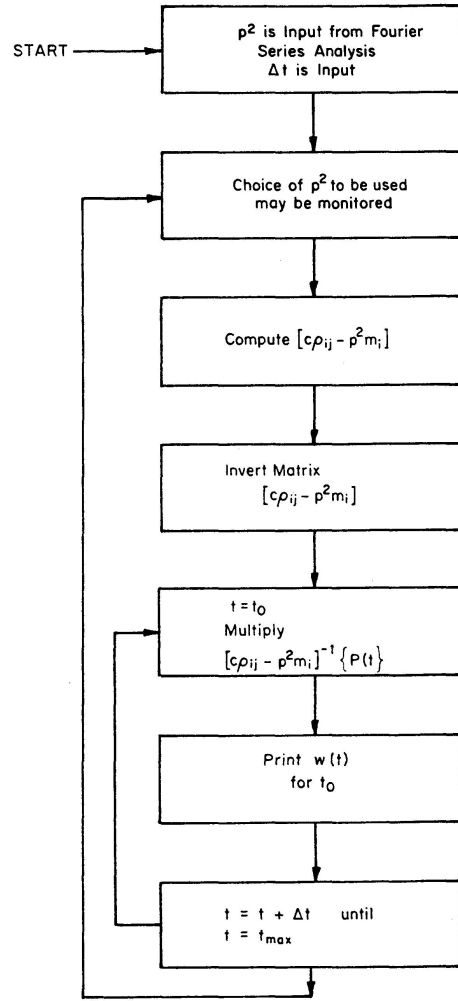 START
p² is Input from Fourier
Series Analysis
Δt is Input
Choice of p² to be used
may be monitored
Compute [cρij – p²mi]
Invert Matrix
[cρij – p²mi]
t = t0
Multiply
[cρij – p²mi]⁻¹ {P(t}
Print w(t)
for t0
t = t + Δt until
t = tmax